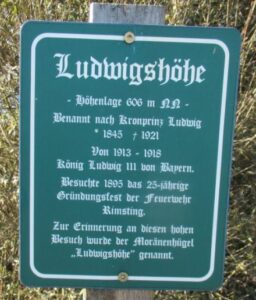 Ludwigshöhe
- Höhenlage 606 m NN -
Benannt nach Kronprinz Ludwig
* 1845 † 1921
Von 1913 - 1918
König Ludwig III von Bayern.
Besuchte 1895 das 25-jährige
Gründungsfest der Feuerwehr
Rimsting.
Zur Erinnerung an diesen hohen
Besuch wurde der Moränenhügel
„Ludwigshöhe" genannt.